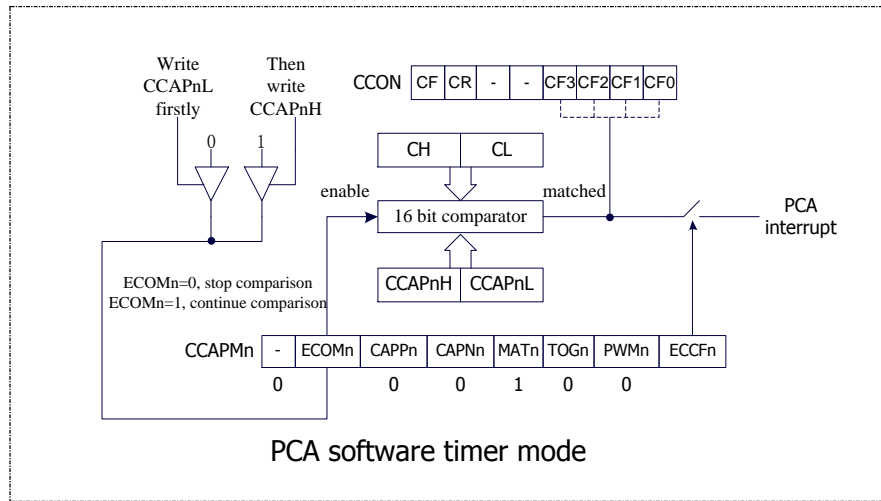 Write
CCAPnL
firstly
Then
write
CCAPnH
0
1
CCON
CF CR - - CF3 CF2 CF1 CF0
CH CL
enable
16 bit comparator
matched
PCA
interrupt
CCAPnH CCAPnL
ECOMn=0, stop comparison
ECOMn=1, continue comparison
CCAPMn
- ECOMn CAPPn CAPNn MATn TOGn PWMn ECCFn
0 0 0 1 0 0
PCA software timer mode